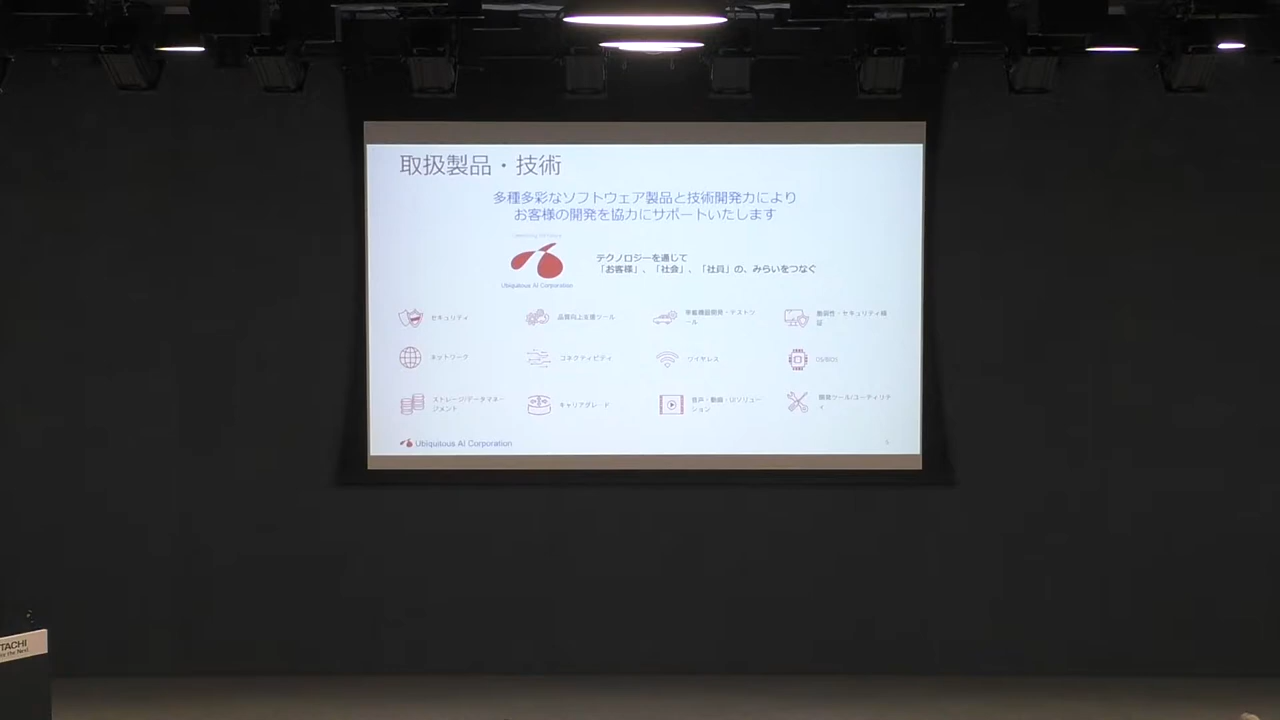 取扱製品・技術
多種多彩なソフトウェア製品と技術開発力により
お客様の開発を協力にサポートいたします
Ubiquitous AI Corporation
テクノロジーを通じて
「お客様」、「社会」、「社員」の、みらいをつなぐ
セキュリティ
品質向上支援ツール
車載機器開発・テストツ
ール
脆弱性・セキュリティ検
証
ネットワーク
コネクティビティ
ワイヤレス
OS/BIOS
ストレージ/データマネー
ジメント
キャリアグレード
音声・動画・UIソリュー
ション
開発ツール/ユーティリテ
ィ
Ubiquitous AI Corporation
6
TACHI
the Next